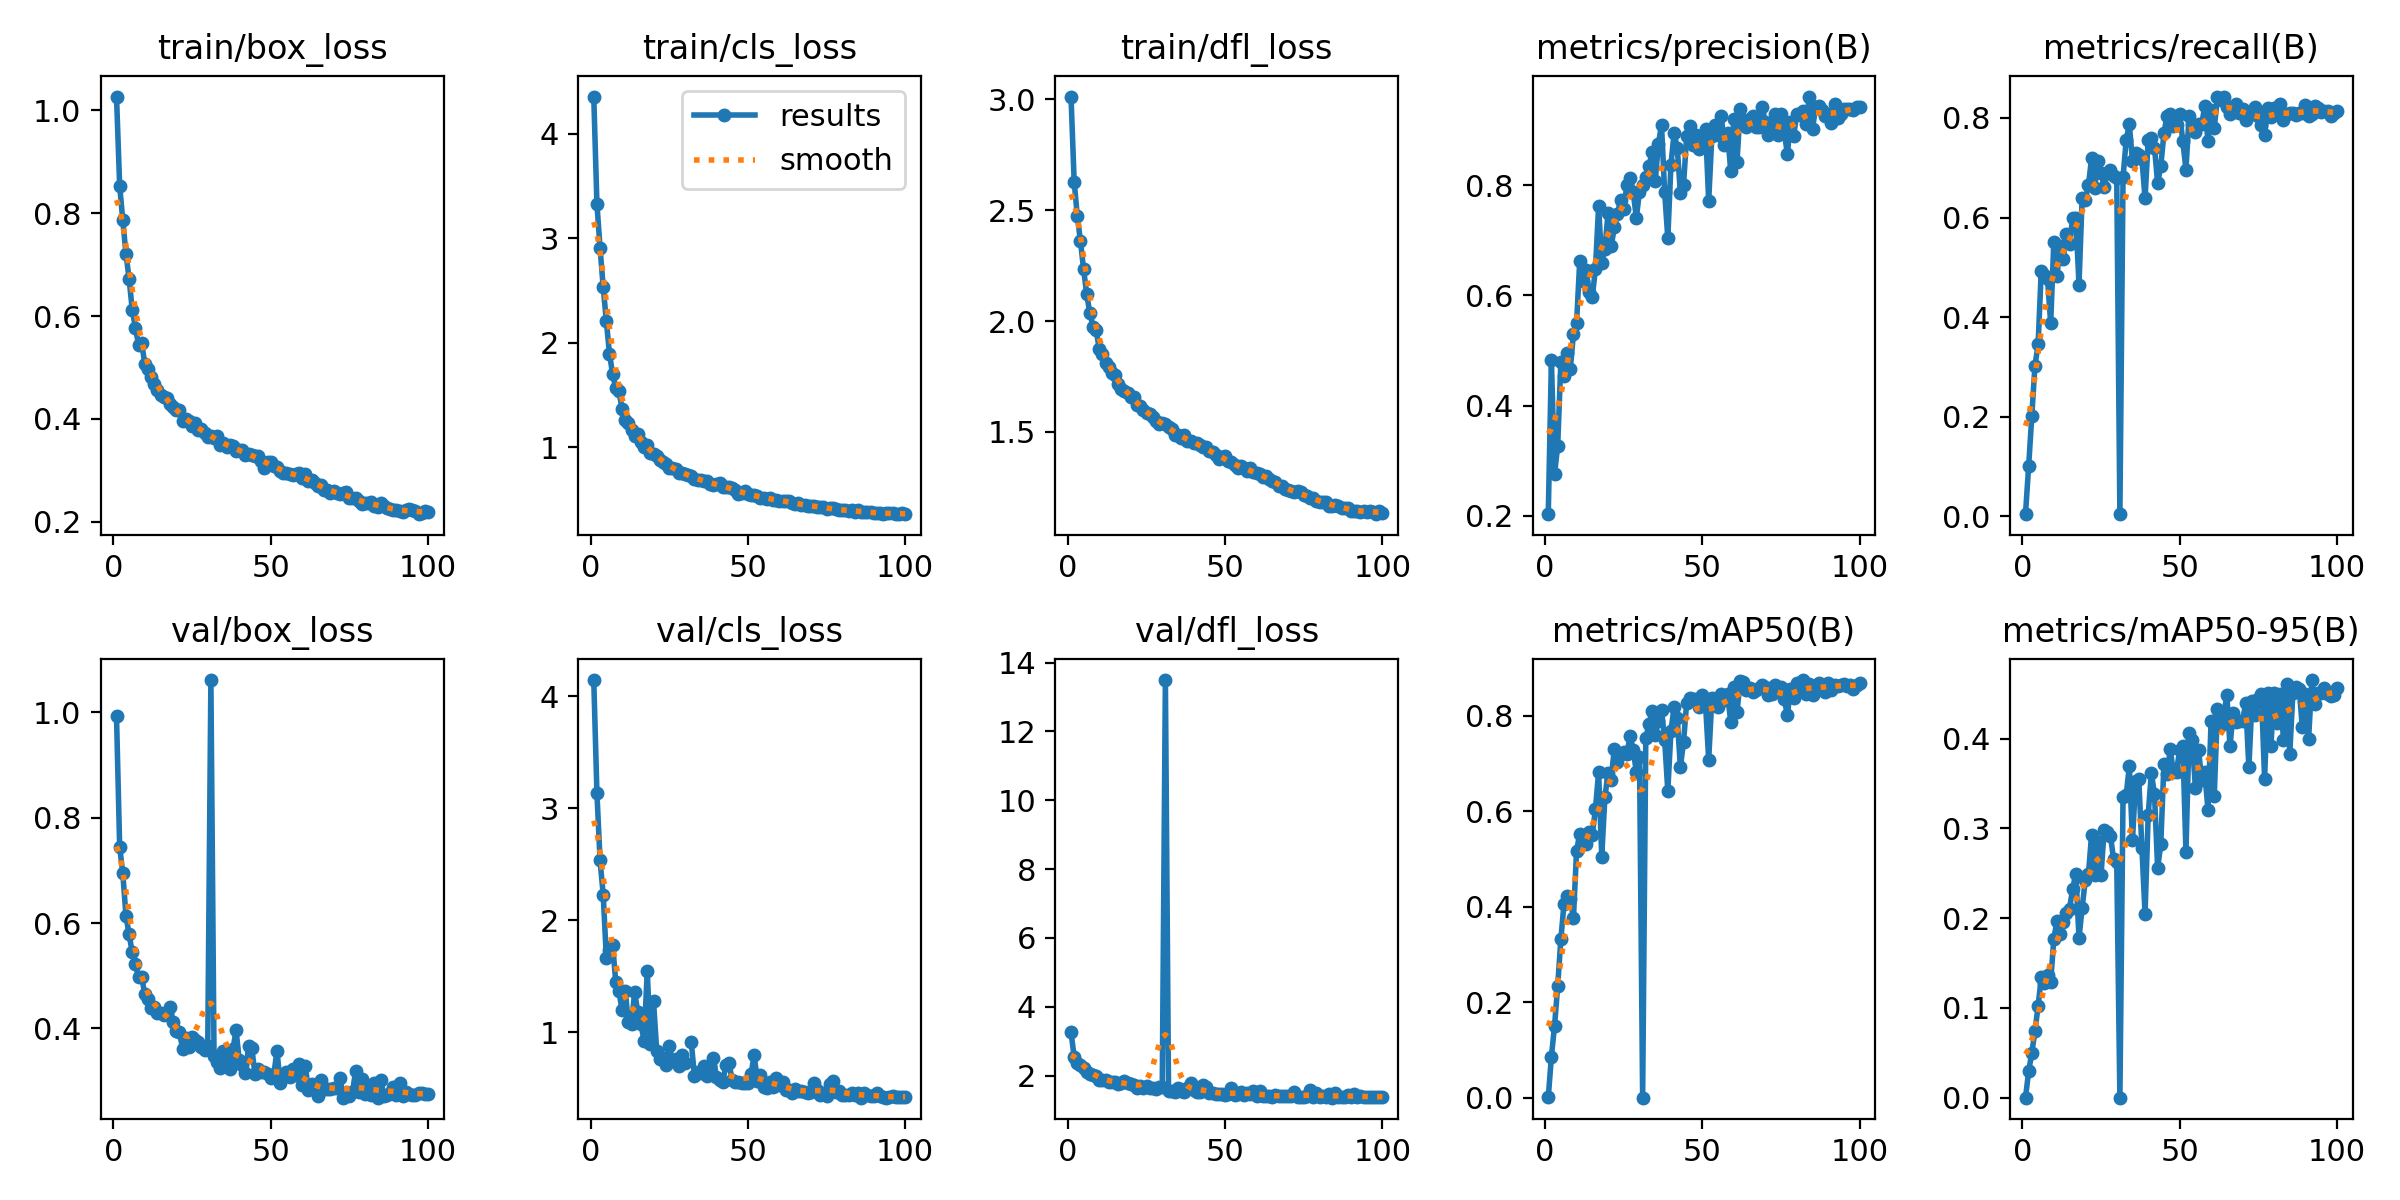 train/box_loss
1.0
0.8
0.6
0.4
0.2
0 50 100
train/cls_loss
results
smooth
4
3
2
1
0 50 100
train/dfl_loss
3.0
2.5
2.0
1.5
0 50 100
metrics/precision(B)
0.8
0.6
0.4
0.2
0 50 100
metrics/recall(B)
0.8
0.6
0.4
0.2
0.0
0 50 100
val/box_loss
1.0
0.8
0.6
0.4
0 50 100
val/cls_loss
4
3
2
1
0 50 100
val/dfl_loss
14
12
10
8
6
4
2
0 50 100
metrics/mAP50(B)
0.8
0.6
0.4
0.2
0.0
0 50 100
metrics/mAP50-95(B)
0.4
0.3
0.2
0.1
0.0
0 50 100